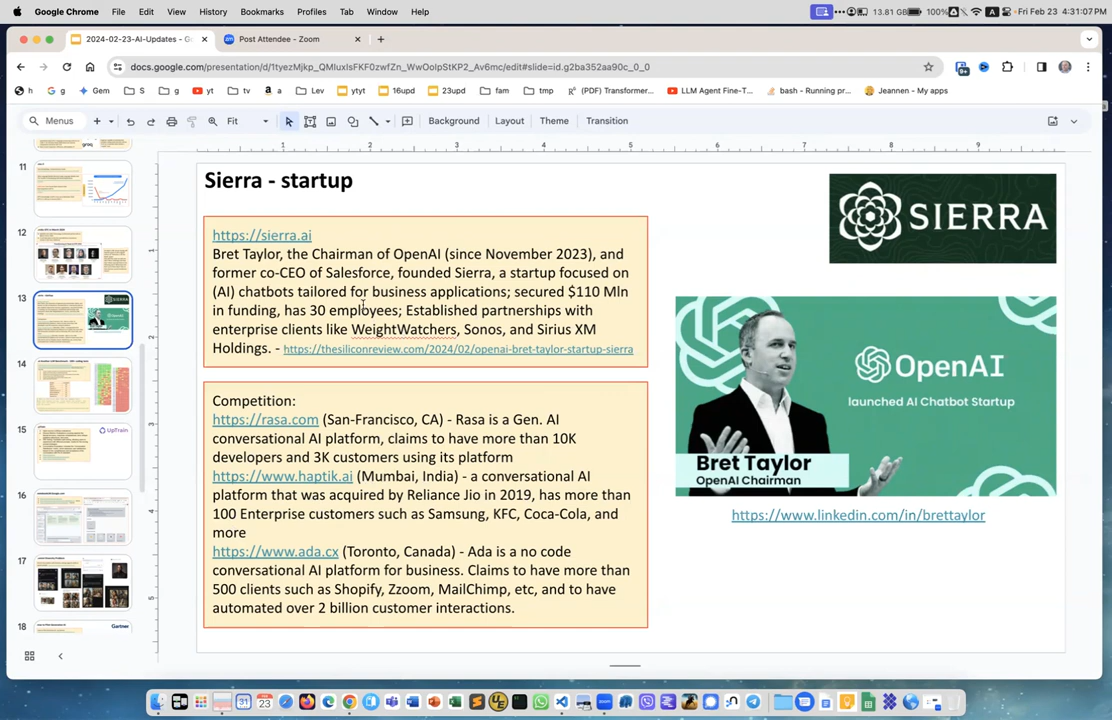 Google Chrome File Edit View History Bookmarks Profiles Tab Window Help
13.81 GB 100% A Fri Feb 23 4:31:07 PM
2024-02-23-AI-Updates - G
Post Attendee - Zoom
docs.google.com/presentation/d/1tyezMjkp_QMIuxIsFKF0zwfZn_WwOoIpStKP2_Av6mc/edit#slide=id.g2ba352aa90c_0_0
h g Gem S g yt tv a Lev ytyt 16upd 23upd fam tmp (PDF) Transformer... LLM Agent Fine-T... bash - Running pr... Jeannen - My apps
Menus Fit Background Layout Theme Transition
1 2 3 4 5 6 7 8 9
11
12
13
14
15
16
17
18
UpTrain
Gartner
Sierra - startup
https://sierra.ai
Bret Taylor, the Chairman of OpenAI (since November 2023), and
former co-CEO of Salesforce, founded Sierra, a startup focused on
(AI) chatbots tailored for business applications; secured $110 Mln
in funding, has 30 employees; Established partnerships with
enterprise clients like WeightWatchers, Sonos, and Sirius XM
Holdings. - https://thesiliconreview.com/2024/02/openai-bret-taylor-startup-sierra
Competition:
https://rasa.com (San-Francisco, CA) - Rasa is a Gen. AI
conversational AI platform, claims to have more than 10K
developers and 3K customers using its platform
https://www.haptik.ai (Mumbai, India) - a conversational AI
platform that was acquired by Reliance Jio in 2019, has more than
100 Enterprise customers such as Samsung, KFC, Coca-Cola, and
more
https://www.ada.cx (Toronto, Canada) - Ada is a no code
conversational AI platform for business. Claims to have more than
500 clients such as Shopify, Zzoom, MailChimp, etc, and to have
automated over 2 billion customer interactions.
SIERRA
OpenAI
launched AI Chatbot Startup
Bret Taylor
OpenAI Chairman
https://www.linkedin.com/in/brettaylor